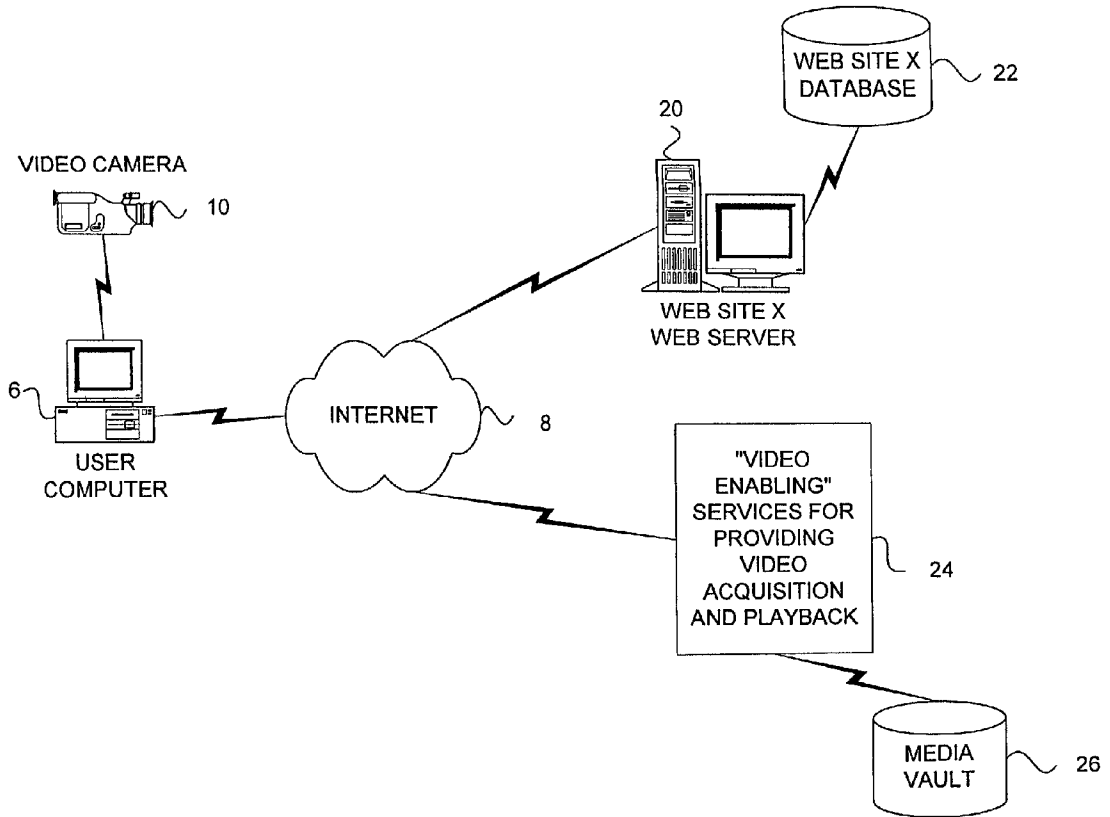 WEB SITE X
DATABASE
22
20
VIDEO CAMERA
10
WEB SITE X
WEB SERVER
6
USER
COMPUTER
INTERNET
8
"VIDEO
ENABLING"
SERVICES FOR
PROVIDING
VIDEO
ACQUISITION
AND PLAYBACK
24
MEDIA
VAULT
26